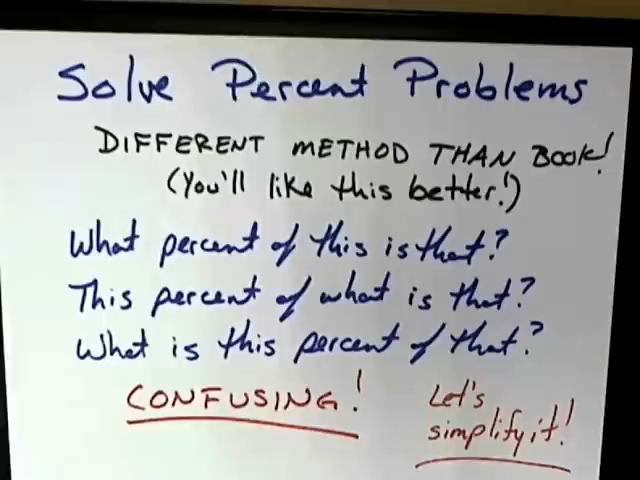 Solve Percent Problems
DIFFERENT METHOD THAN BOOK!
(You'll like this better!)
What percent of this is that?
This percent of what is that?
What is this percent of that?
CONFUSING!
Let's
simplify it!